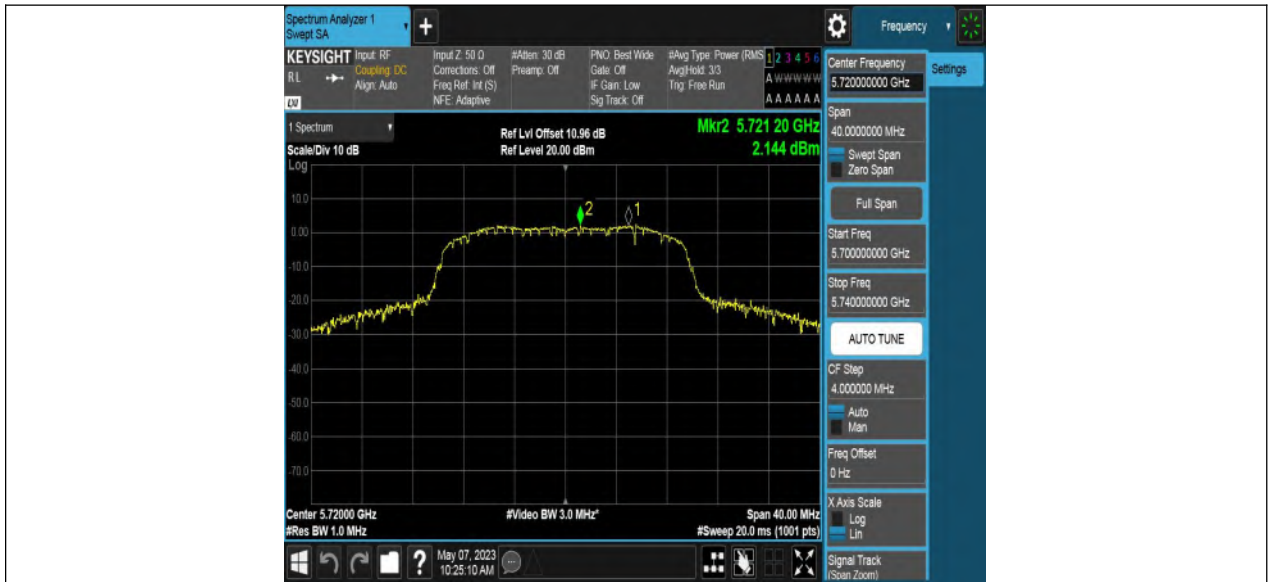 Spectrum Analyzer 1
Swept SA
+
Frequency
KEYSIGHT
RL
LXI
Input: RF
Coupling: DC
Align: Auto
Input Z: 50 Ω
Corrections: Off
Freq Ref: Int (S)
NFE: Adaptive
#Atten: 30 dB
Preamp: Off
PNO: Best Wide
Gate: Off
IF Gain: Low
Sig Track: Off
#Avg Type: Power (RMS
Avg|Hold: 3/3
Trig: Free Run
1 2 3 4 5 6
A W W W W W
A A A A A A
1 Spectrum
Scale/Div 10 dB
Log
Ref Lvl Offset 10.96 dB
Ref Level 20.00 dBm
Mkr2 5.721 20 GHz
2.144 dBm
10.0
0.00
-10.0
-20.0
-30.0
-40.0
-50.0
-60.0
-70.0
2
1
Center 5.72000 GHz
#Res BW 1.0 MHz
#Video BW 3.0 MHz*
Span 40.00 MHz
#Sweep 20.0 ms (1001 pts)
?
May 07, 2023
10:25:10 AM
Center Frequency
5.720000000 GHz
Settings
Span
40.0000000 MHz
Swept Span
Zero Span
Full Span
Start Freq
5.700000000 GHz
Stop Freq
5.740000000 GHz
AUTO TUNE
CF Step
4.000000 MHz
Auto
Man
Freq Offset
0 Hz
X Axis Scale
Log
Lin
Signal Track
(Span Zoom)